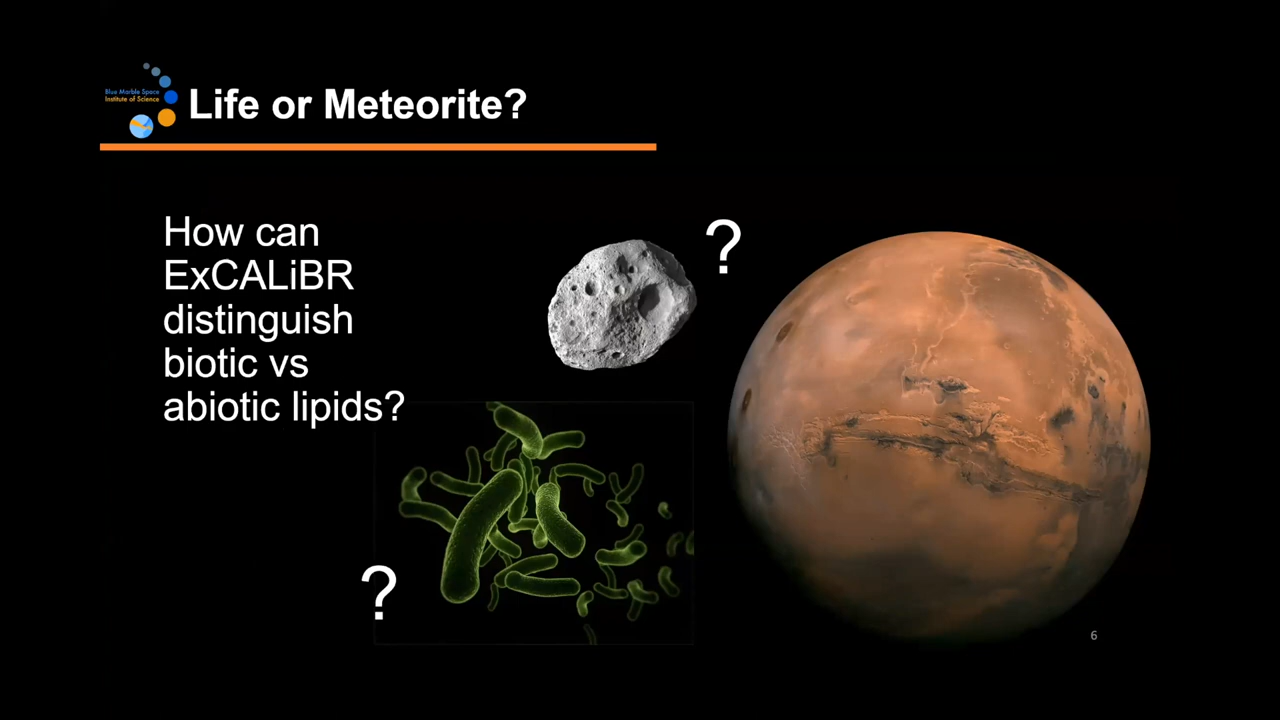 Blue Marble Space
Institute of Science
Life or Meteorite?
How can
ExCALiBR
distinguish
biotic vs
abiotic lipids?
?
?
6